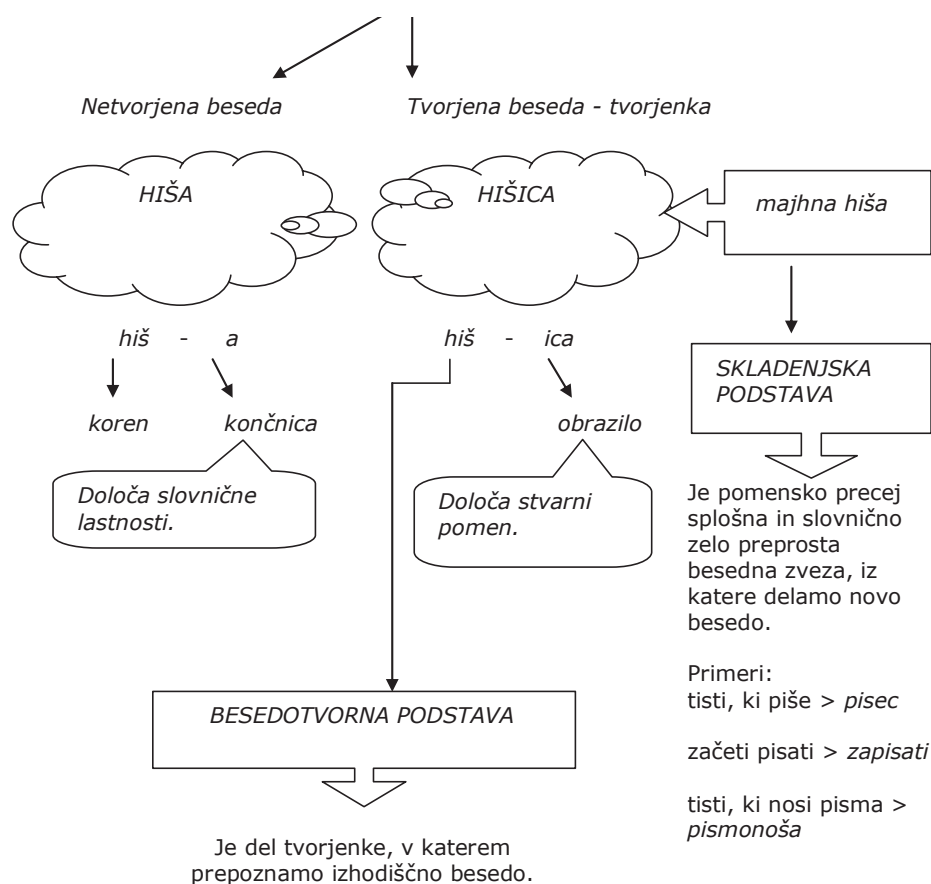 Netvorjena beseda
Tvorjena beseda - tvorjenka
HIŠA
HIŠICA
majhna hiša
hiš - a
hiš - ica
koren
končnica
obrazilo
Določa slovnične
lastnosti.
Določa stvarni
pomen.
SKLADENJSKA
PODSTAVA
Je pomensko precej
splošna in slovnično
zelo preprosta
besedna zveza, iz
katere delamo novo
besedo.
Primeri:
tisti, ki piše > pisec
začeti pisati > zapisati
tisti, ki nosi pisma >
pismonoša
BESEDOTVORNA PODSTAVA
Je del tvorjenke, v katerem
prepoznamo izhodiščno besedo.